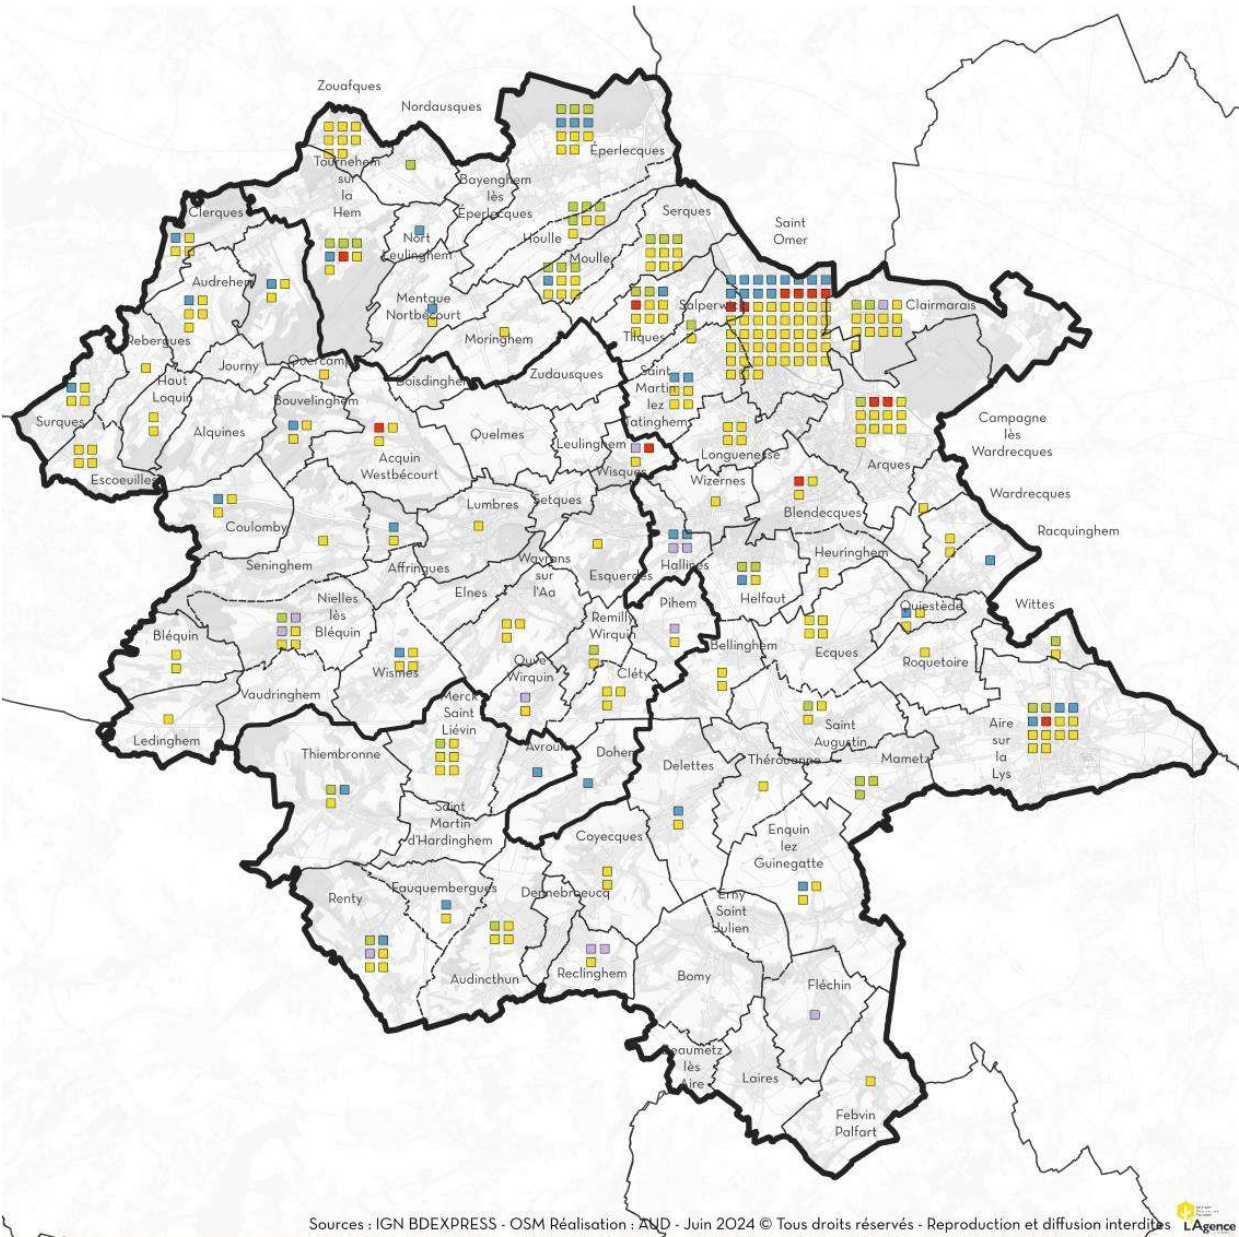 Zouafques
Nordausques
Éperlecques
Tournehem
sur
la
Hem
Bayenghem
lès
Éperlecques
Clerques
Serques
Saint
Omer
Nort
Leulinghem
Houlle
Moulle
Audrehem
Mentque
Nortbécourt
Salperwick
Clairmarais
Rebergues
Moringhem
Tilques
Journy
Quercamp
Haut
Loquin
Boisdinghem
Zudausques
Saint
Martin
lez
Tatinghem
Bouvelinghem
Surques
Alquines
Quelmes
Leulinghem
Campagne
lès
Wardrecques
Acquin
Westbécourt
Wisques
Longuenesse
Arques
Escoeuilles
Wizernes
Wardrecques
Coulomby
Lumbres
Setques
Blendecques
Racquinghem
Seninghem
Affringues
Wavrans
sur
l'Aa
Esquerdes
Hallines
Heuringhem
Elnes
Helfaut
Nielles
lès
Bléquin
Remilly
Wirquin
Pihem
Quiestède
Wittes
Bléquin
Bellinghem
Ecques
Roquetoire
Wismes
Ouve
Wirquin
Cléty
Vaudringhem
Merck
Saint
Liévin
Saint
Augustin
Aire
sur
la
Lys
Ledinghem
Thiembronne
Avroult
Dohem
Delettes
Thérouanne
Mametz
Saint
Martin
d'Hardinghem
Coyecques
Enquin
lez
Guinegatte
Renty
Fauquembergues
Dennebroeucq
Erny
Saint
Julien
Audincthun
Reclinghem
Bomy
Fléchin
Beaumetz
lès
Aire
Laires
Febvin
Palfart
Sources : IGN BDEXPRESS - OSM Réalisation : AUD - Juin 2024 © Tous droits réservés - Reproduction et diffusion interdites
L'Agence